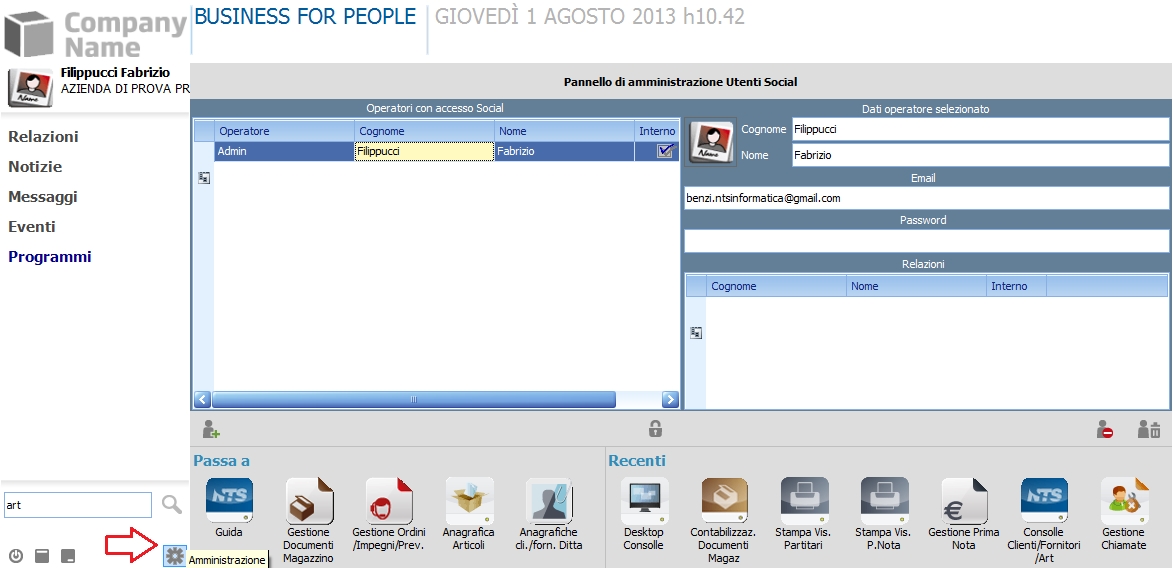 Company
Name
BUSINESS FOR PEOPLE
GIOVEDÌ 1 AGOSTO 2013 h10.42
Filippucci Fabrizio
AZIENDA DI PROVA PR
Name
Relazioni
Notizie
Messaggi
Eventi
Programmi
art
Amministrazione
Pannello di amministrazione Utenti Social
Operatori con accesso Social
Operatore Cognome Nome Interno
Admin Filippucci Fabrizio
Dati operatore selezionato
Name
Cognome Filippucci
Nome Fabrizio
Email
benzi.ntsinformatica@gmail.com
Password
Relazioni
Cognome Nome Interno
Passa a
NTS
Guida
Gestione
Documenti
Magazzino
Gestione Ordini
/Impegni/Prev.
Anagrafica
Articoli
Anagrafiche
cli./forn. Ditta
Recenti
Desktop
Consolle
Contabilizzaz.
Documenti
Magaz
Stampa Vis.
Partitari
Stampa Vis.
P.Nota
€
Gestione Prima
Nota
NTS
Consolle
Clienti/Fornitori
/Art
Gestione
Chiamate